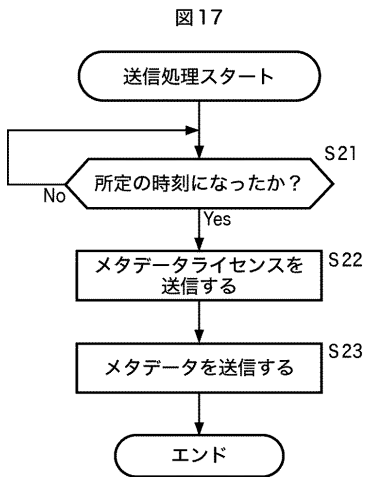 図17
送信処理スタート
S21
所定の時刻になったか？
No
Yes
メタデータライセンスを
送信する
S22
メタデータを送信する
S23
エンド